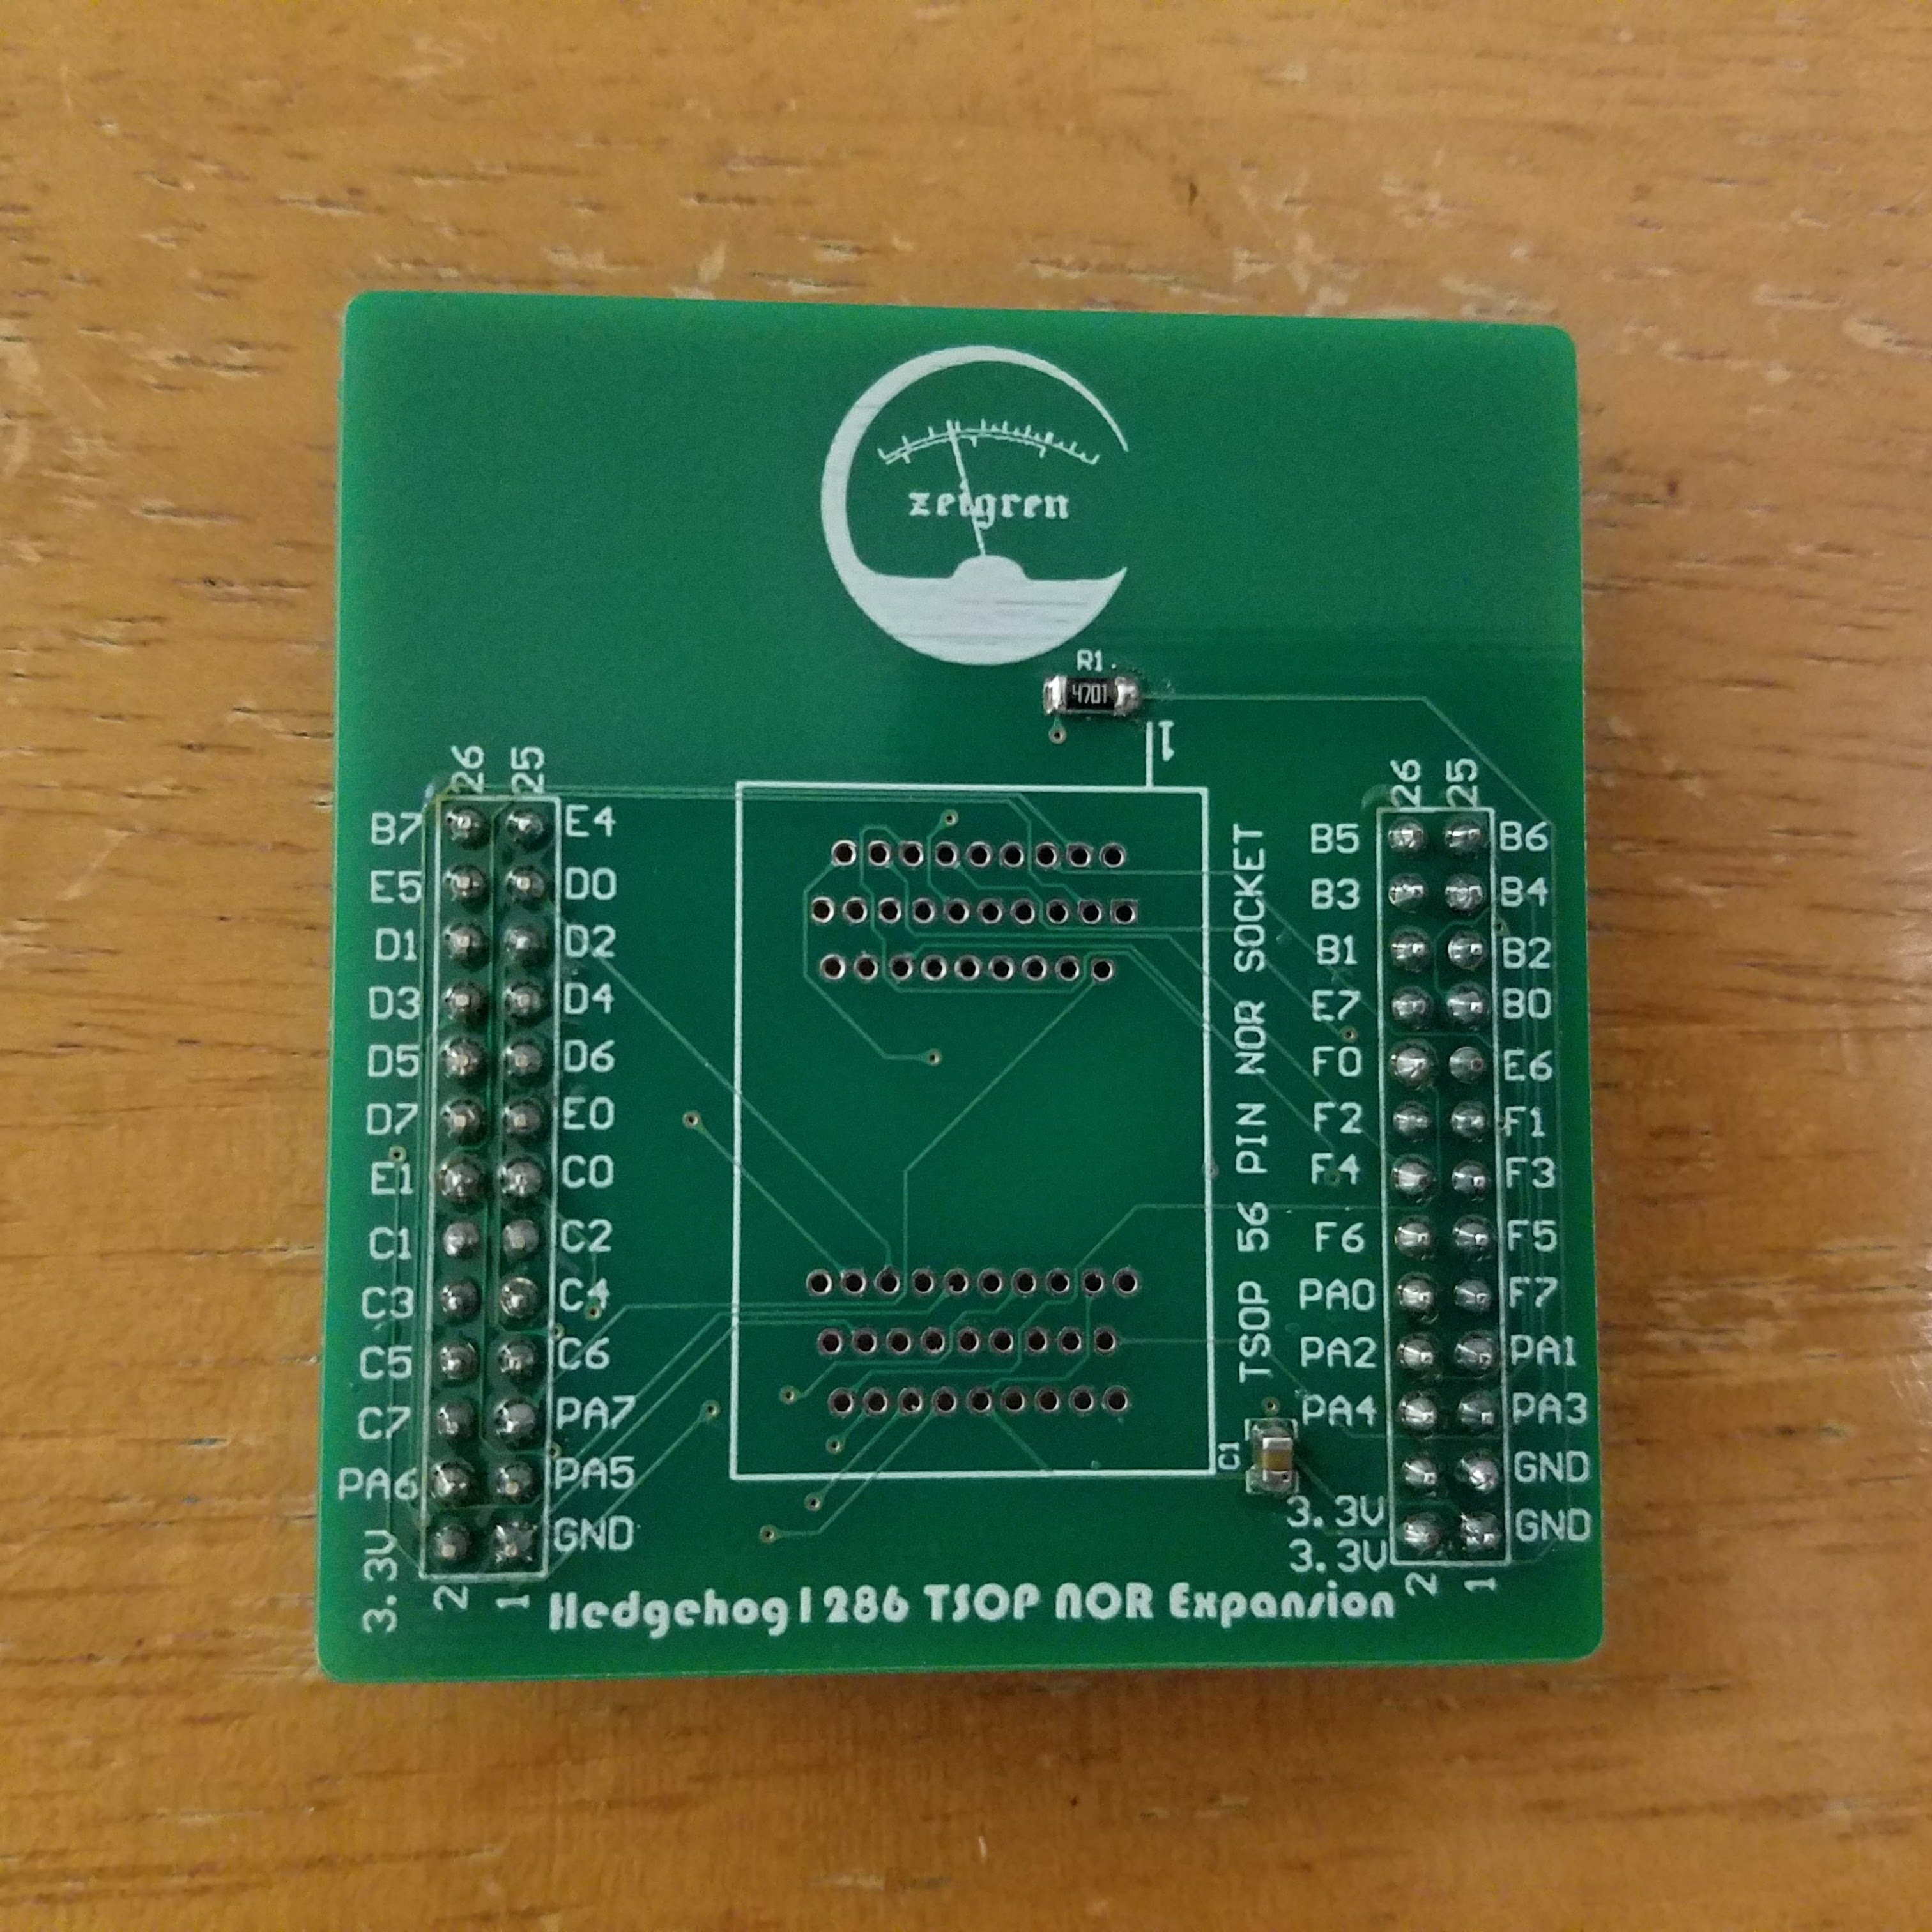 zeigren
R1
4701
1
26 25
26 25
B7 E4
B5 B6
E5 D0
B3 B4
D1 D2
B1 B2
D3 D4
E7 B0
D5 D6
F0 E6
D7 E0
F2 F1
E1 C0
F4 F3
C1 C2
F6 F5
C3 C4
PA0 F7
C5 C6
PA2 PA1
C7 PA7
PA4 PA3
PA6 PA5
GND
3.3V GND
3.3V GND
3.3V
2 1
2 1
TSOP 56 PIN NOR SOCKET
C1
Hedgehog1286 TSOP NOR Expansion